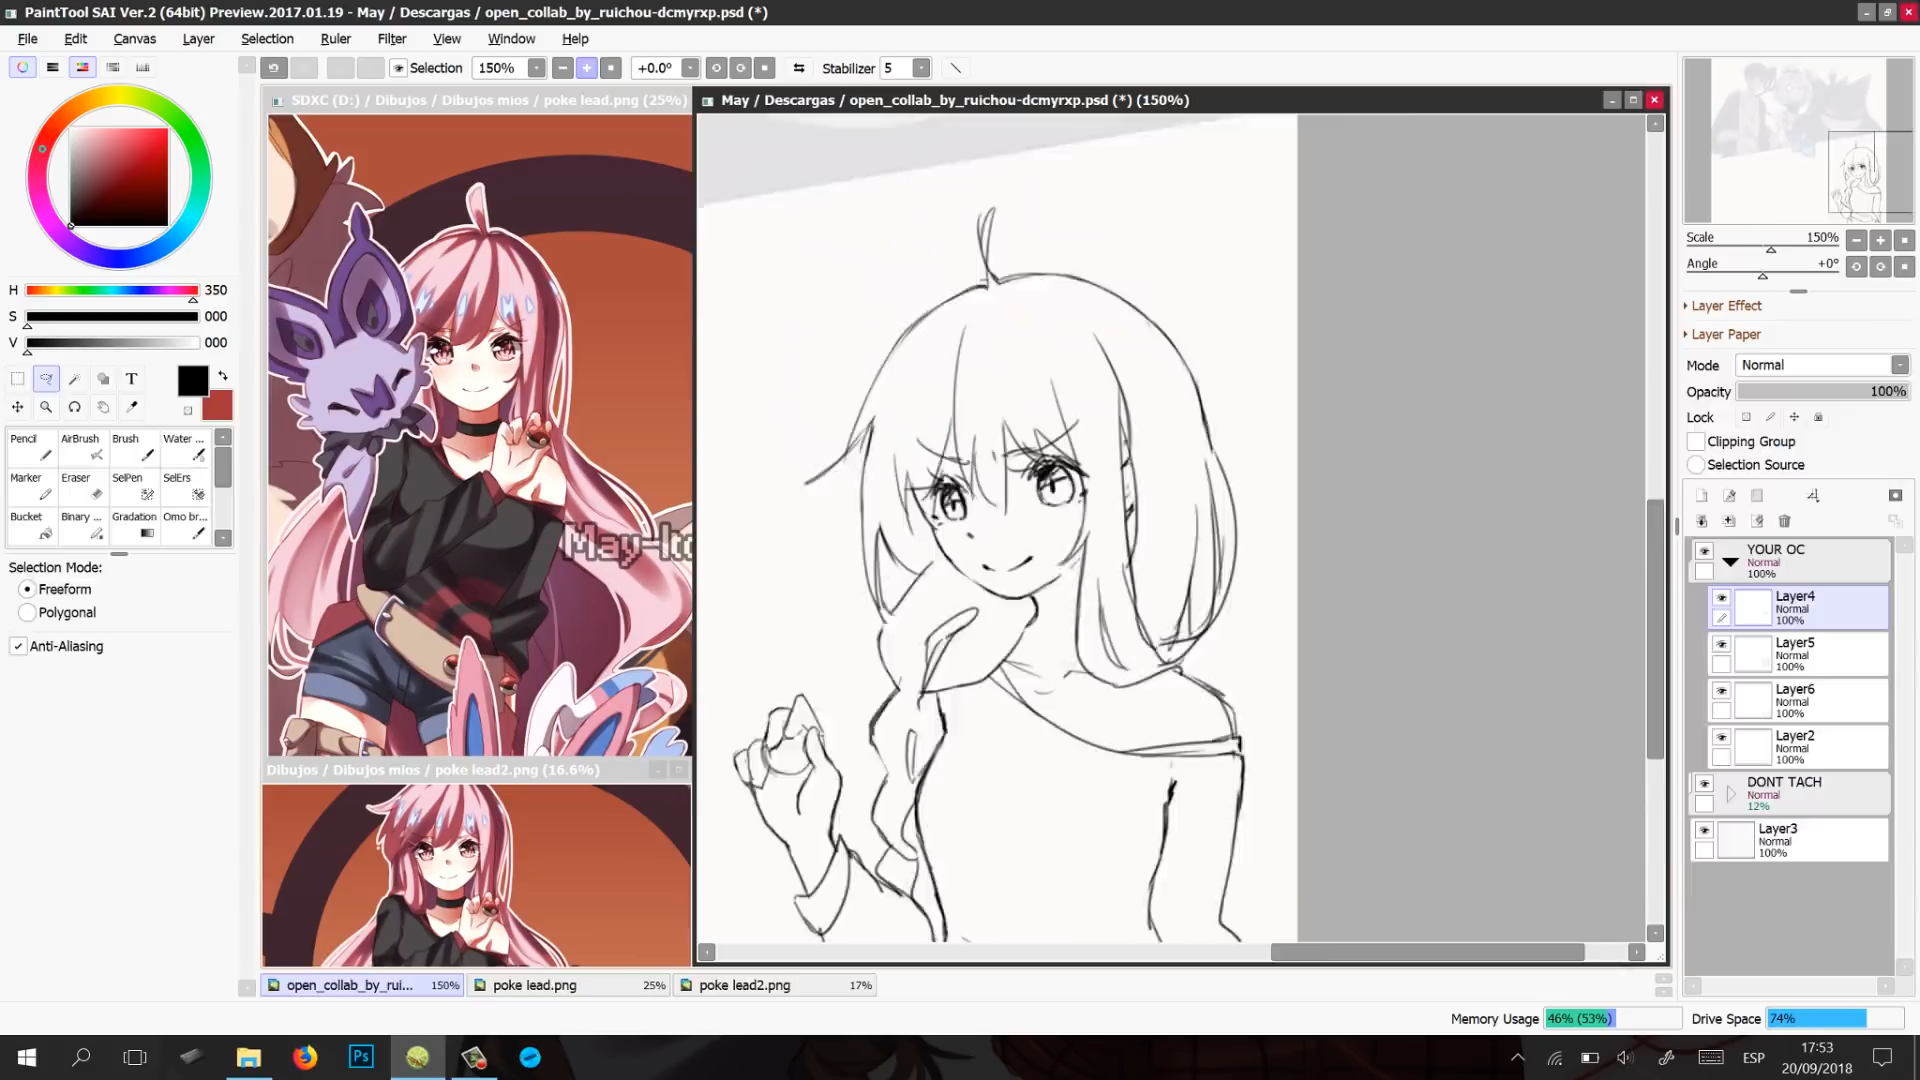 PaintTool SAI Ver.2 (64bit) Preview.2017.01.19 - May / Descargas / open_collab_by_ruichou-dcmyrxp.psd (*)
File Edit Canvas Layer Selection Ruler Filter View Window Help
Selection 150% +0.0º Stabilizer 5
SDXC (D:) / Dibujos / Dibujos mios / poke lead.png (25%)
May / Descargas / open_collab_by_ruichou-dcmyrxp.psd (*) (150%)
H 350
S 000
V 000
T
Pencil AirBrush Brush Water ...
Marker Eraser SelPen SelErs
Bucket Binary ... Gradation Omo br...
Selection Mode:
Freeform
Polygonal
Anti-Aliasing
Dibujos / Dibujos mios / poke lead2.png (16.6%)
open_collab_by_rui... 150% poke lead.png 25% poke lead2.png 17%
Scale 150%
Angle +0º
Layer Effect
Layer Paper
Mode Normal
Opacity 100%
Lock
Clipping Group
Selection Source
YOUR OC
Normal
100%
Layer4
Normal
100%
Layer5
Normal
100%
Layer6
Normal
100%
Layer2
Normal
100%
DONT TACH
Normal
12%
Layer3
Normal
100%
Memory Usage 46% (53%) Drive Space 74%
Ps
ESP
17:53
20/09/2018